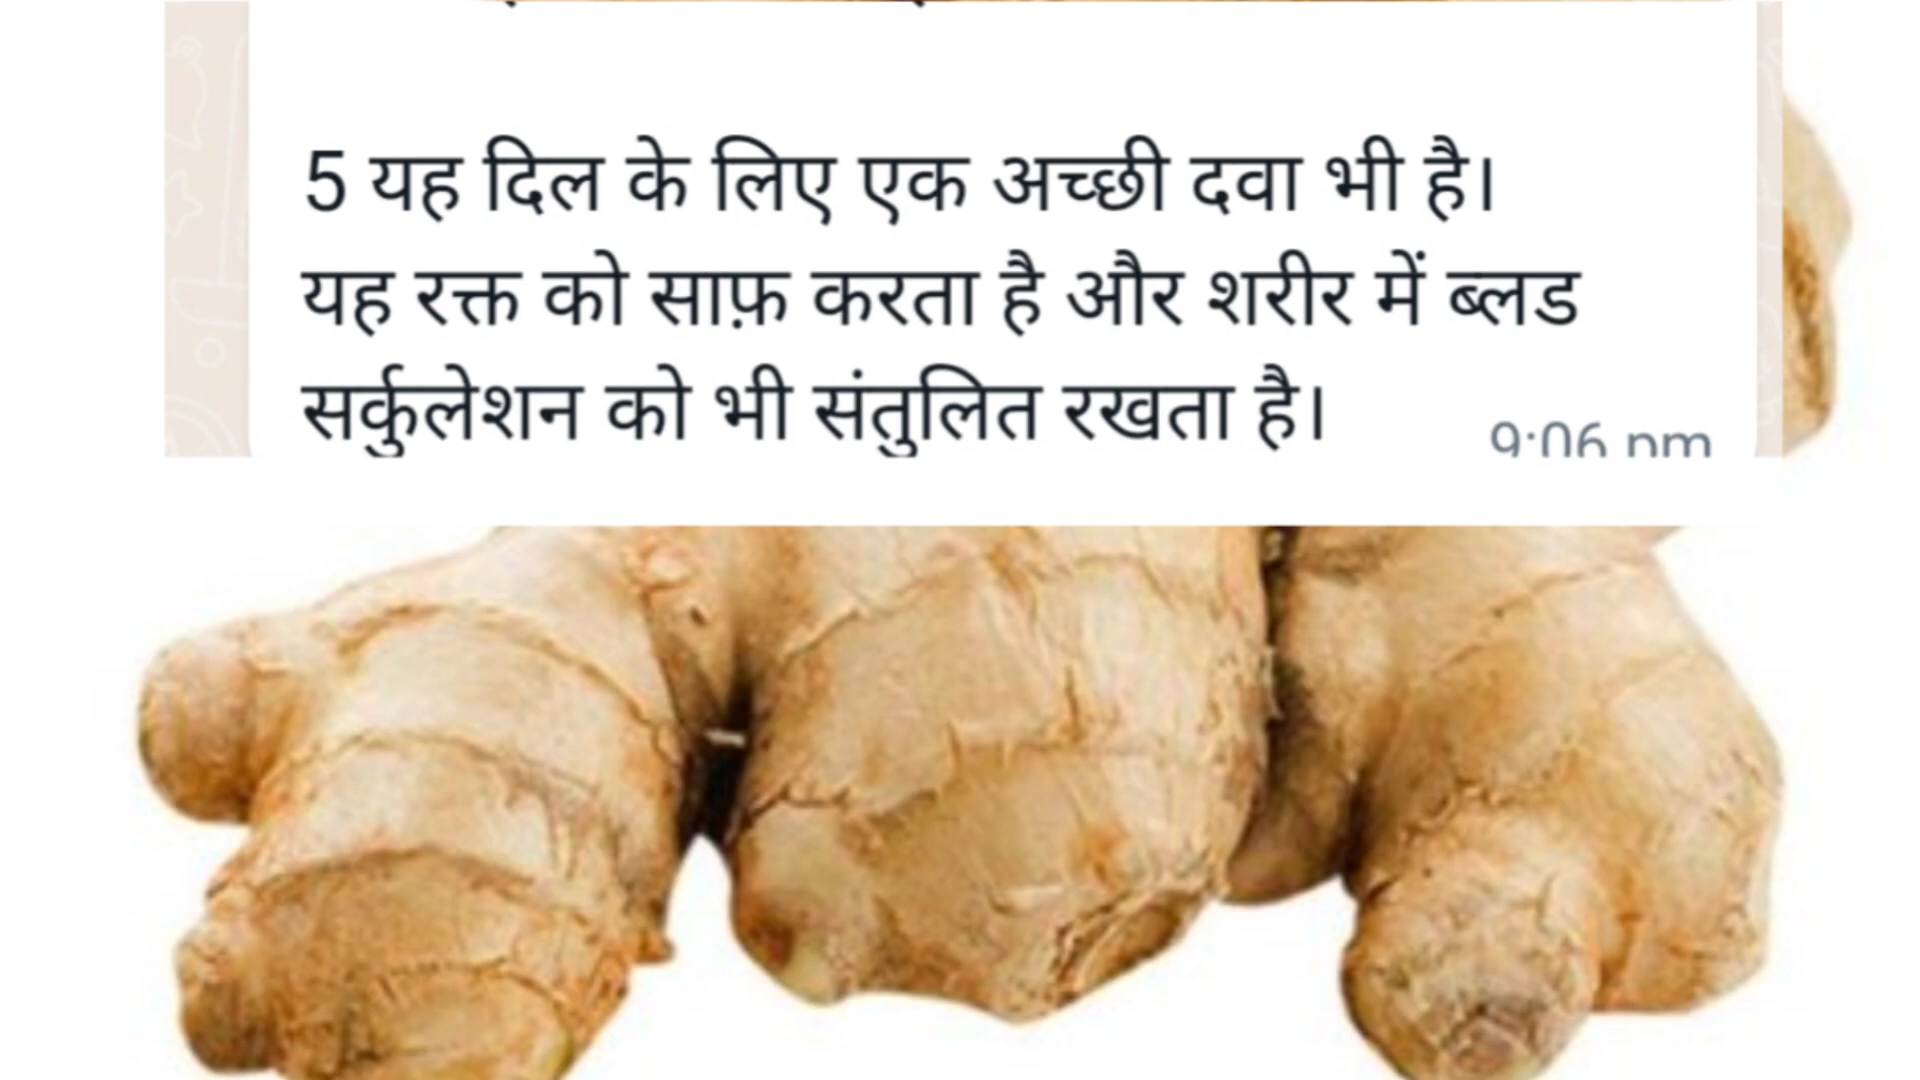 5 यह दिल के लिए एक अच्छी दवा भी है।
यह रक्त को साफ़ करता है और शरीर में ब्लड
सर्कुलेशन को भी संतुलित रखता है।
9:06 pm